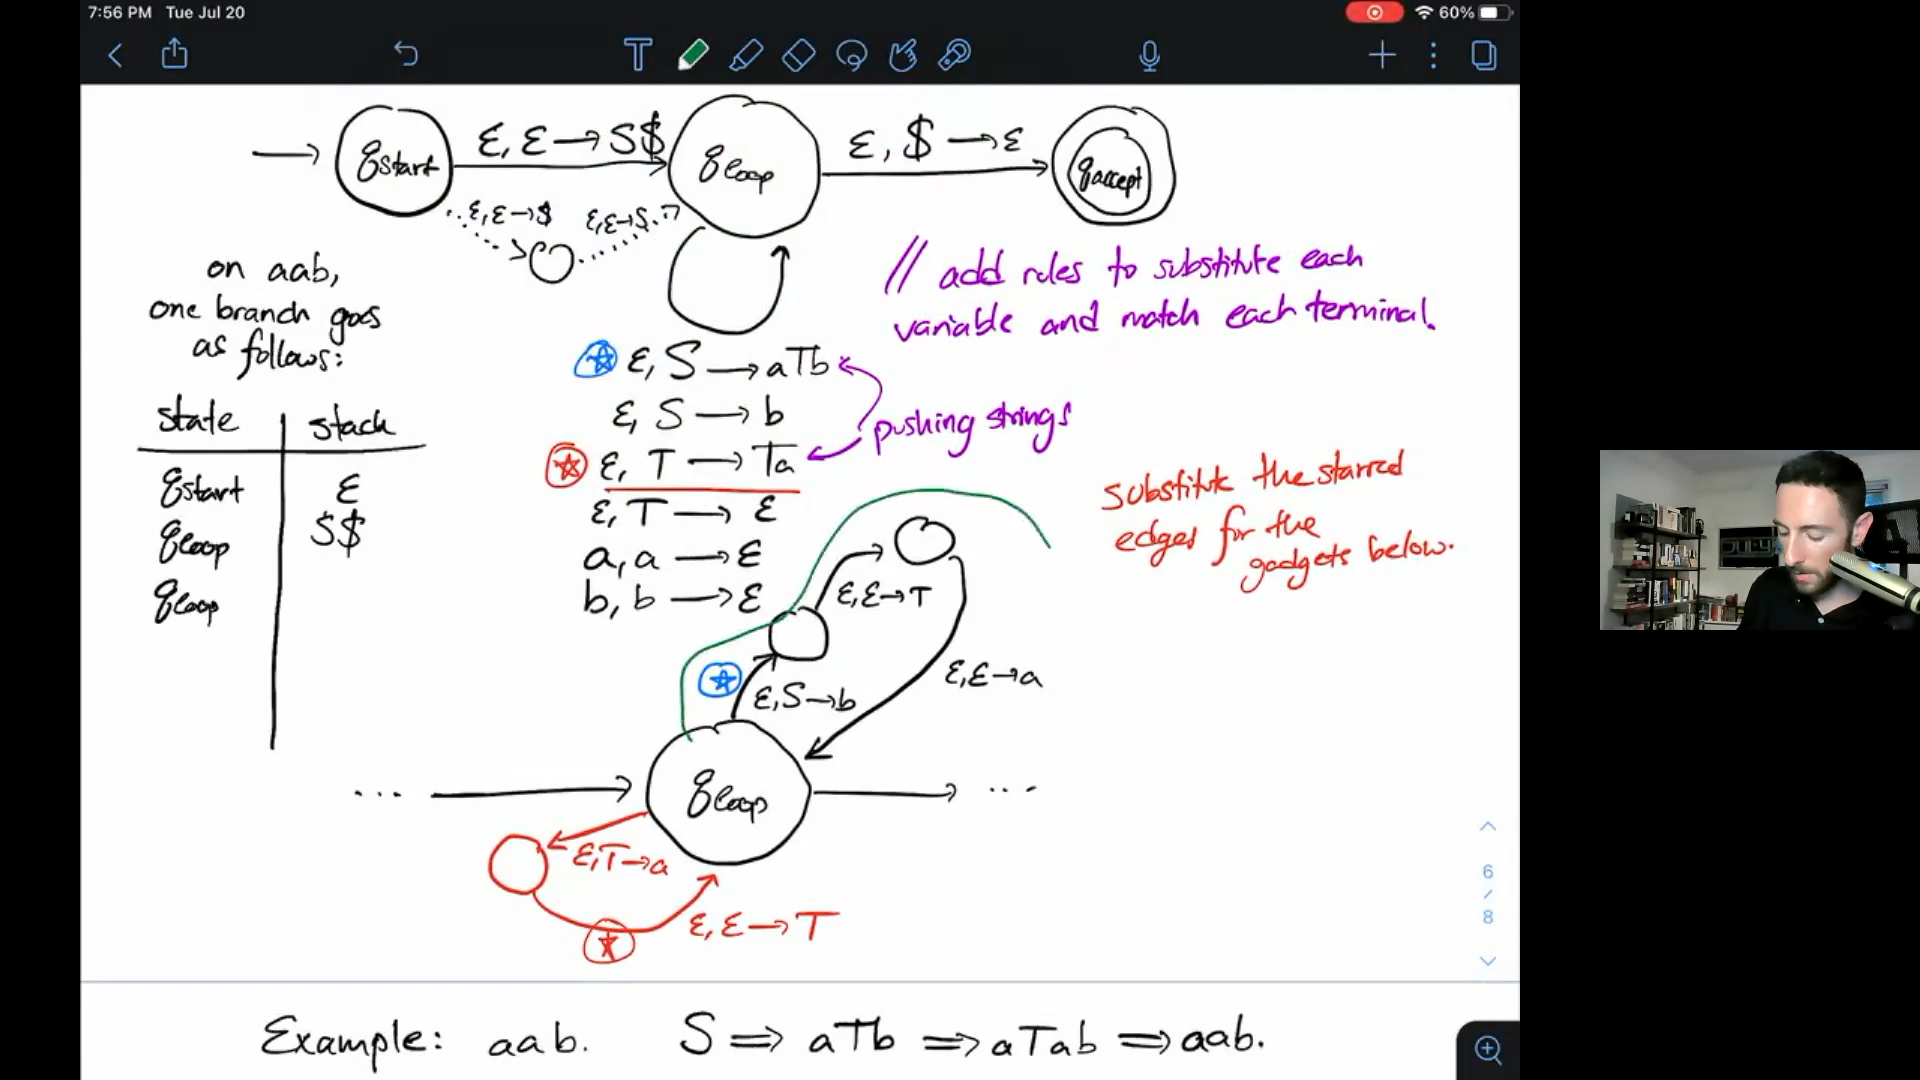 7:56 PM Tue Jul 20
60%
qstart
ε, ε → S$
qloop
ε, $ → ε
qaccept
ε,ε→$
ε,ε→S
on aab,
one branch goes
as follows:
// add rules to substitute each
variable and match each terminal.
ε, S → aTb
ε, S → b
pushing strings
ε, T → Ta
ε, T → ε
a, a → ε
b, b → ε
state stack
qstart ε
qloop S$
qloop
substitute the starred
edges for the
gadgets below.
ε,ε→T
ε,ε→a
ε,S→b
... qloop ...
ε,T→a
ε, ε → T
6
/
8
Example: aab. S ⇒ aTb ⇒ aTab ⇒ aab.